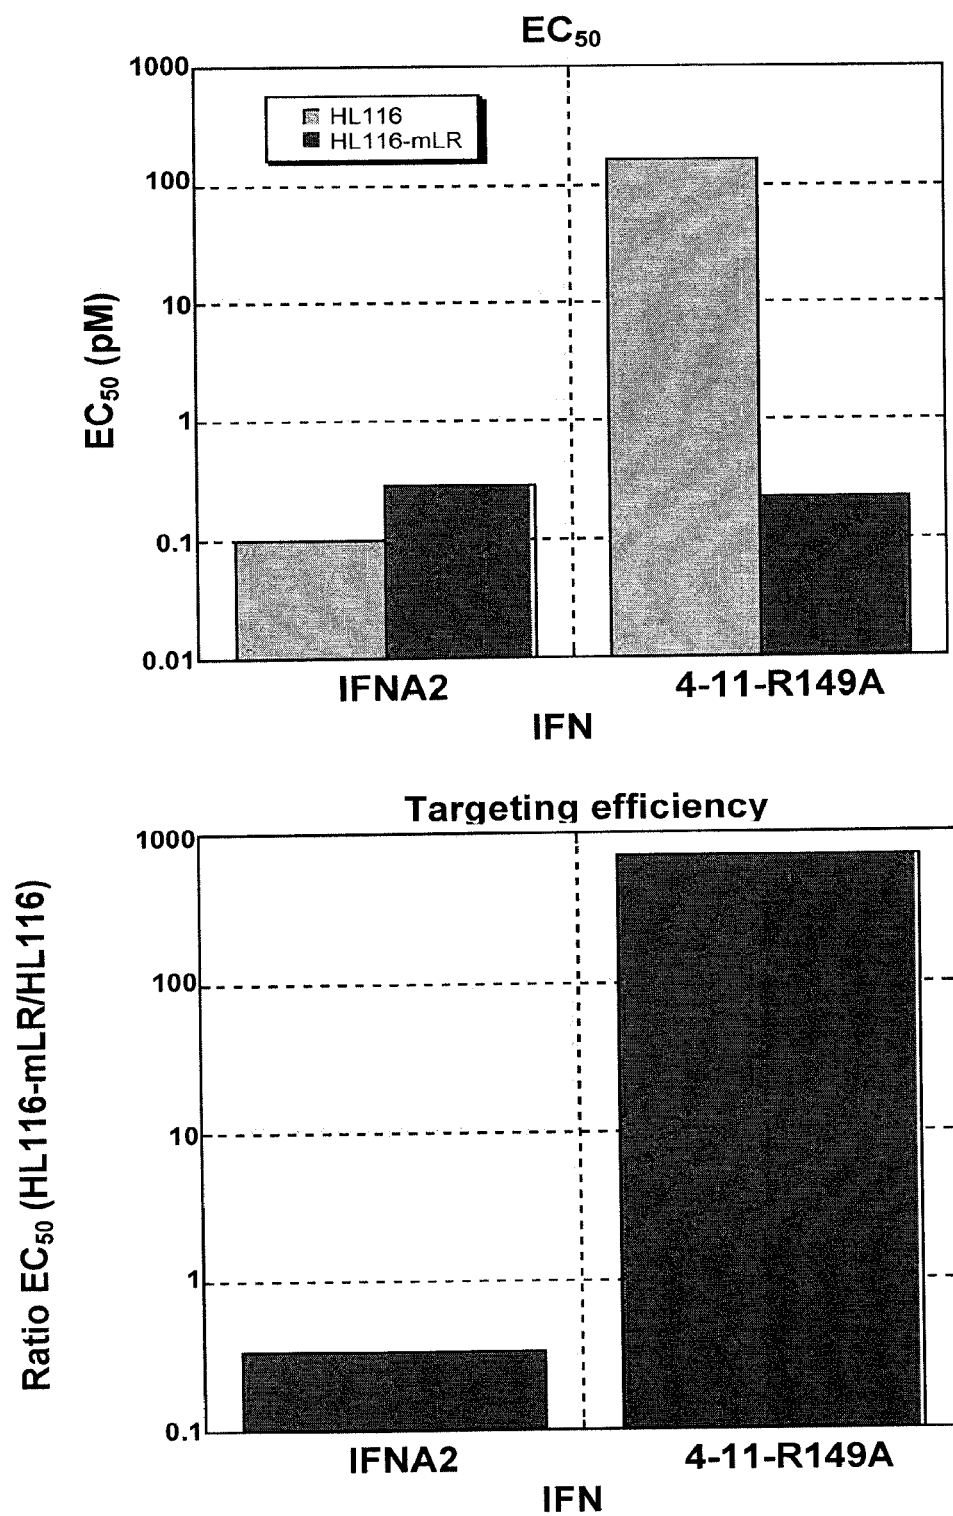 EC50
1000
HL116
HL116-mLR
100
10
1
0.1
0.01
EC50 (pM)
IFNA2
4-11-R149A
IFN
Targeting efficiency
1000
100
10
1
0.1
Ratio EC50 (HL116-mLR/HL116)
IFNA2
4-11-R149A
IFN